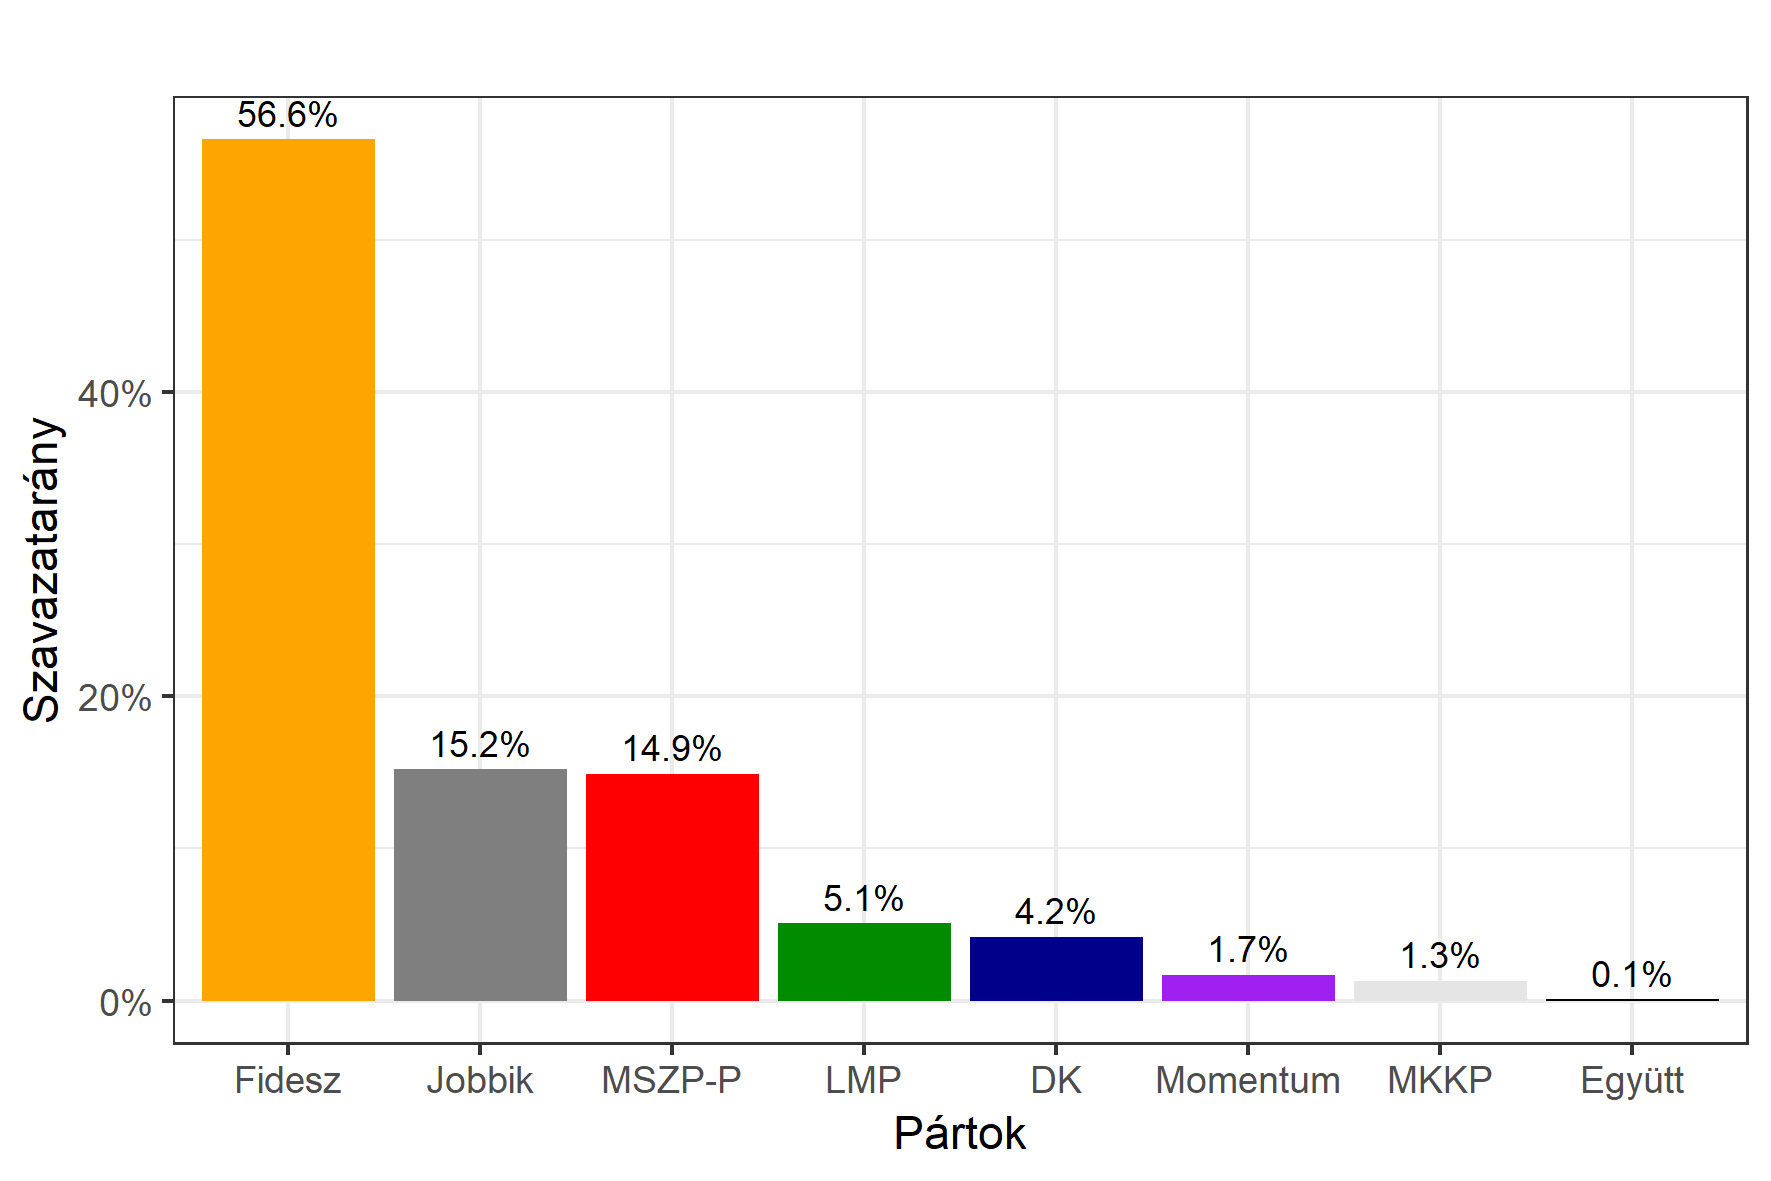 56.6%
15.2%
14.9%
5.1%
4.2%
1.7%
1.3%
0.1%
Szavazatarány
40%
20%
0%
Fidesz
Jobbik
MSZP-P
LMP
DK
Momentum
MKKP
Együtt
Pártok